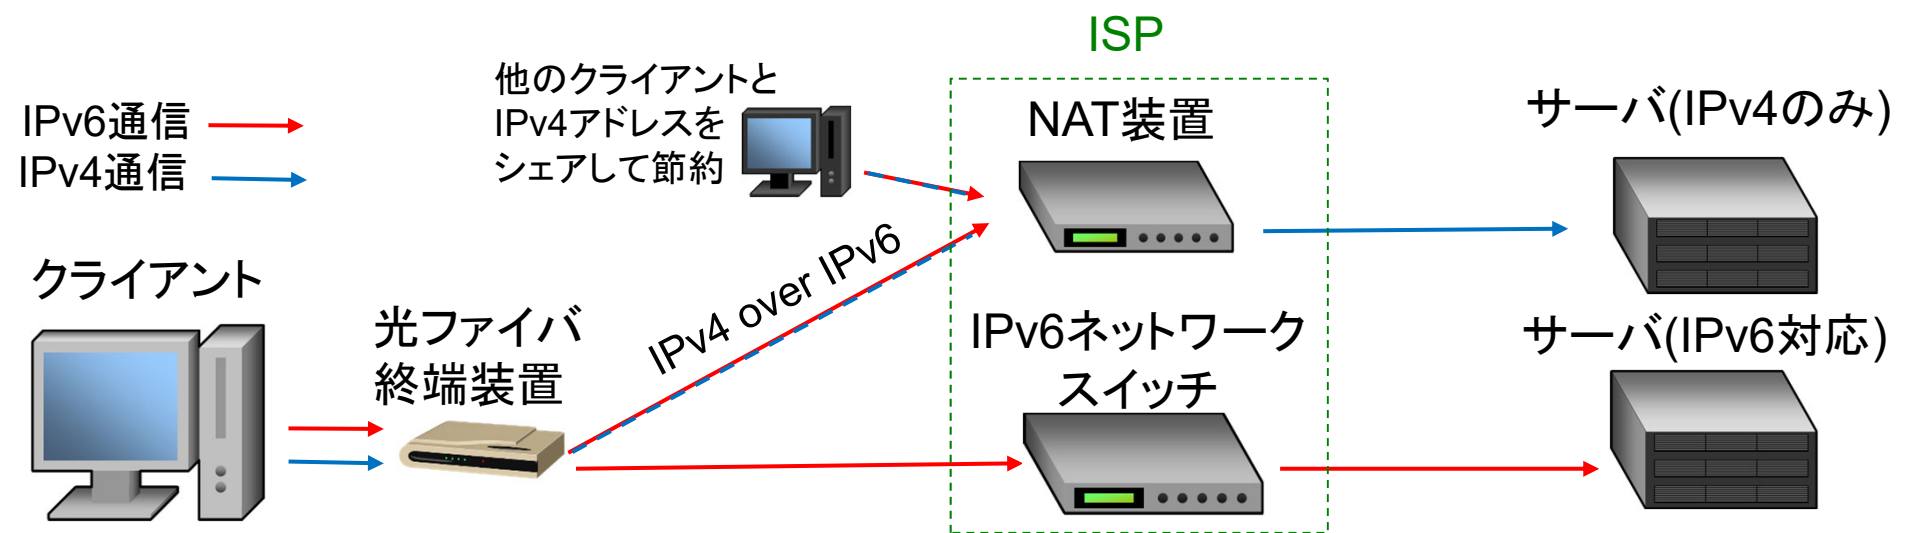 ISP
他のクライアントと
IPv4アドレスを
シェアして節約
IPv6通信
IPv4通信
NAT装置
サーバ(IPv4のみ)
クライアント
光ファイバ
終端装置
IPv4 over IPv6
IPv6ネットワーク
スイッチ
サーバ(IPv6対応)